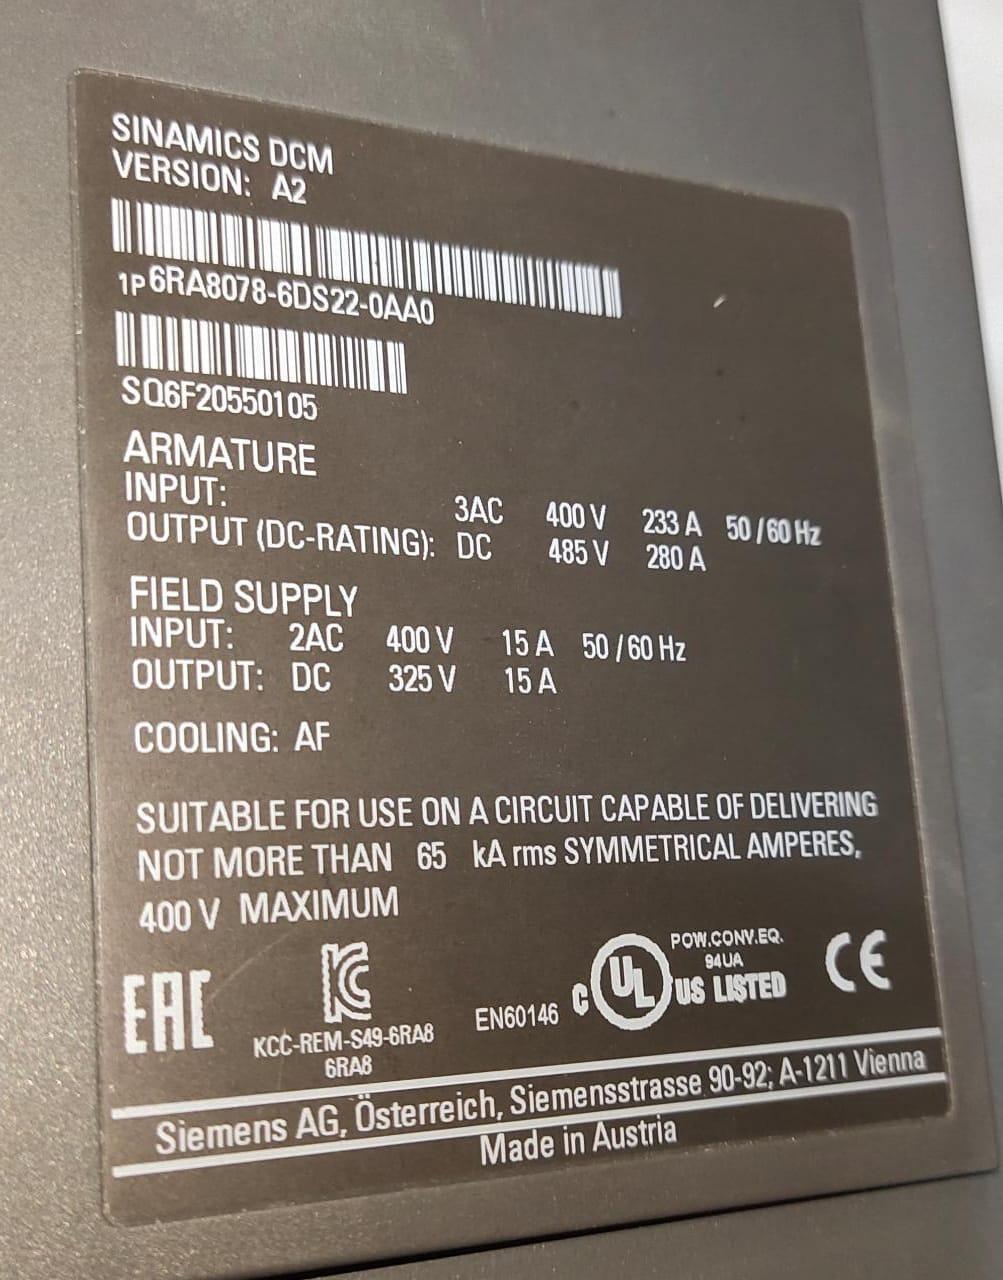 SINAMICS DCM
VERSION: A2
1P 6RA8078-6DS22-0AA0
SQ6F20550105
ARMATURE
INPUT: 3AC 400 V 233 A 50/60 Hz
OUTPUT (DC-RATING): DC 485 V 280 A
FIELD SUPPLY
INPUT: 2AC 400 V 15 A 50/60 Hz
OUTPUT: DC 325 V 15 A
COOLING: AF
SUITABLE FOR USE ON A CIRCUIT CAPABLE OF DELIVERING
NOT MORE THAN 65 kA rms SYMMETRICAL AMPERES,
400 V MAXIMUM
EAC
KC
KCC-REM-S49-6RA8
6RA8
EN60146
C UL US LISTED
POW.CONV.EQ.
94UA
CE
Siemens AG, Österreich, Siemensstrasse 90-92; A-1211 Vienna
Made in Austria